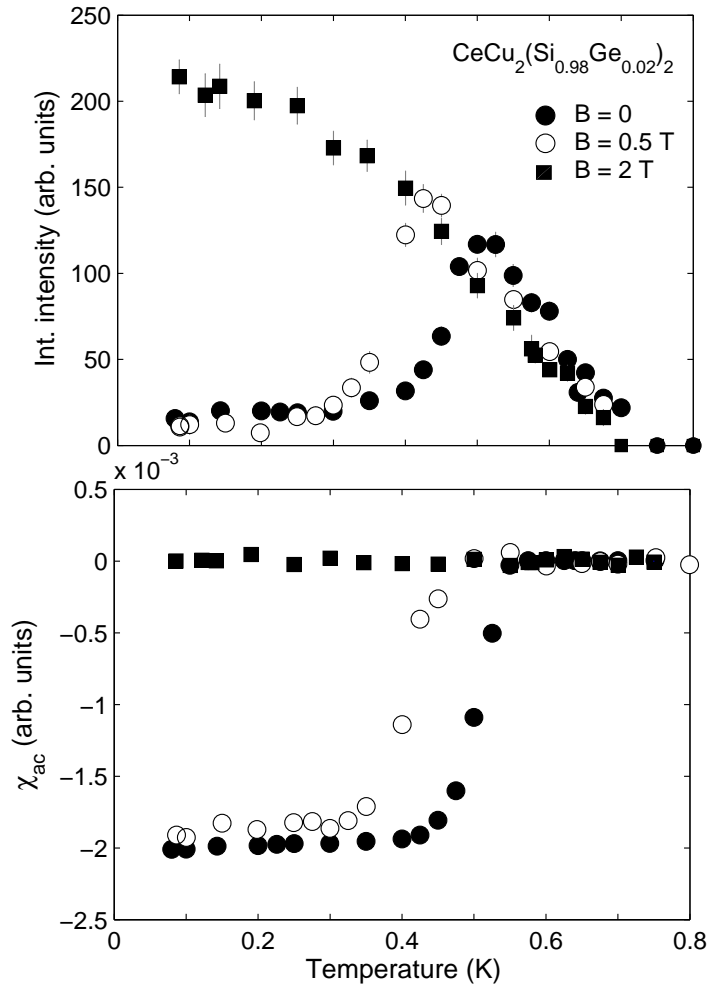 300
250
200
150
100
50
0
Int. intensity (arb. units)
CeCu₂(Si₀.₉₈Ge₀.₀₂)₂
B = 0
B = 0.5 T
B = 2 T
x 10⁻³
0.5
0
−0.5
−1
−1.5
−2
−2.5
χac (arb. units)
0 0.2 0.4 0.6 0.8
Temperature (K)